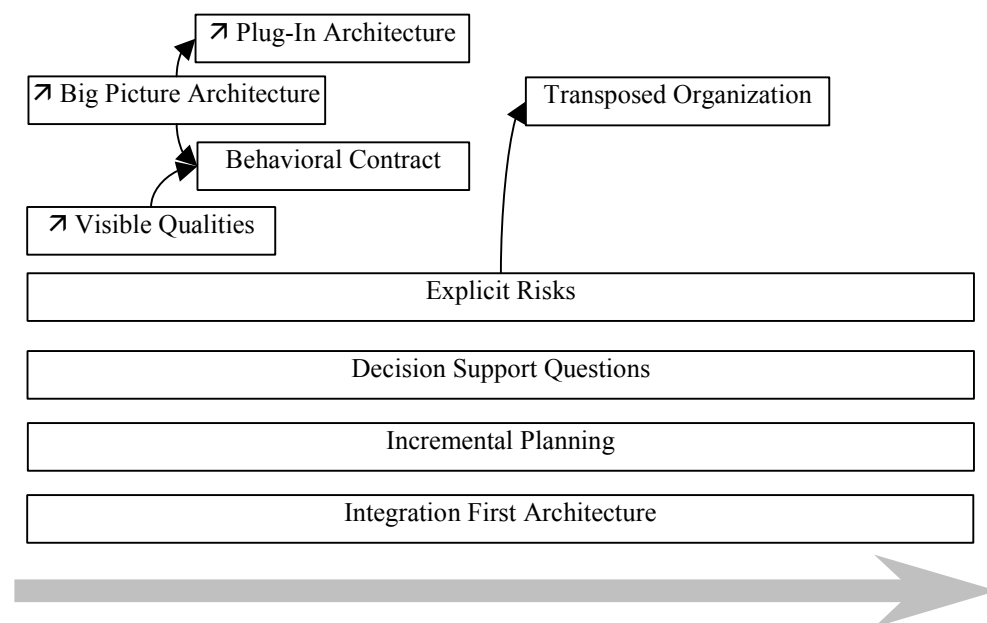 ↗ Plug-In Architecture
↗ Big Picture Architecture
Transposed Organization
Behavioral Contract
↗ Visible Qualities
Explicit Risks
Decision Support Questions
Incremental Planning
Integration First Architecture